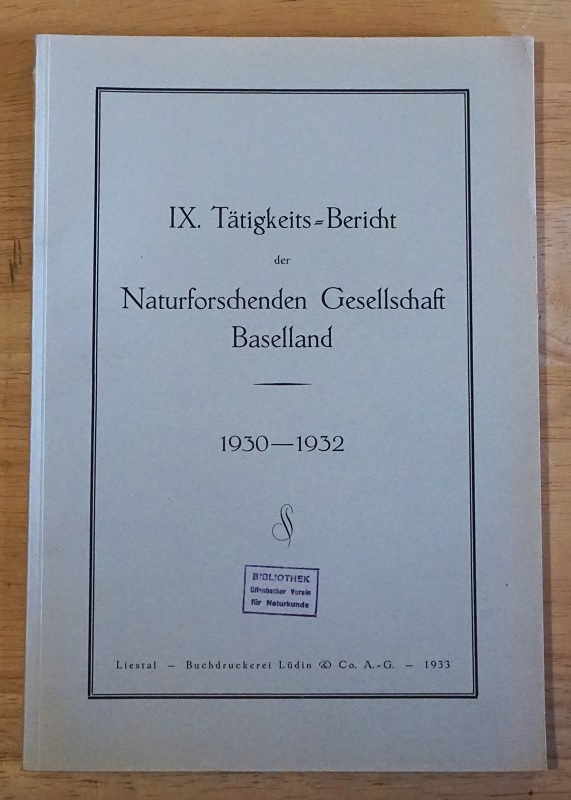 IX. Tätigkeits-Bericht
der
Naturforschenden Gesellschaft
Baselland
1930—1932
BIBLIOTHEK
Offenbacher Verein
für Naturkunde
Liestal — Buchdruckerei Lüdin & Co. A.-G. — 1933